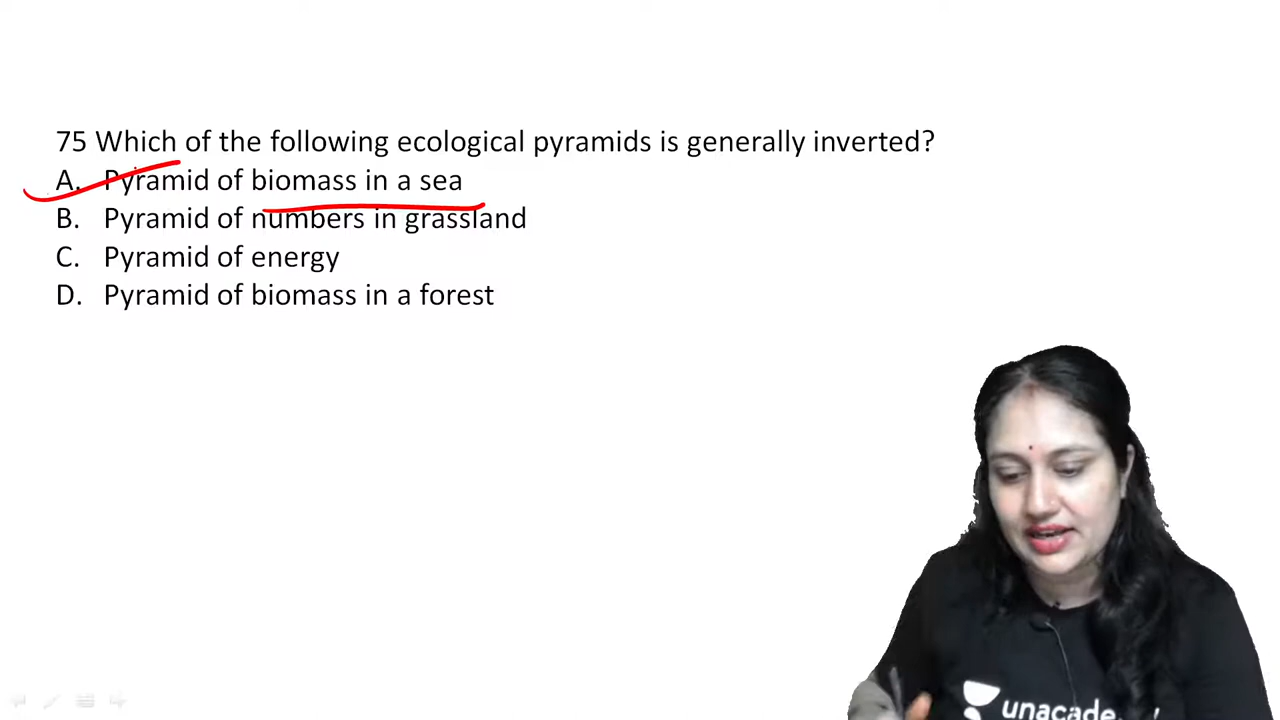 75 Which of the following ecological pyramids is generally inverted?
A. Pyramid of biomass in a sea
B. Pyramid of numbers in grassland
C. Pyramid of energy
D. Pyramid of biomass in a forest